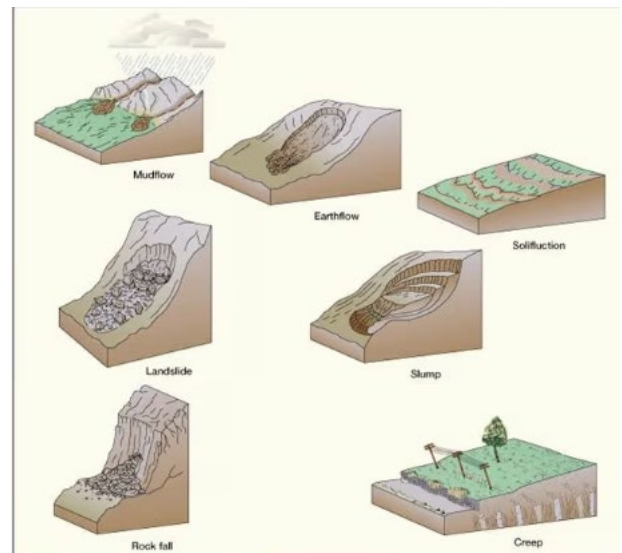 Mudflow
Earthflow
Solifluction
Landslide
Slump
Rock fall
Creep